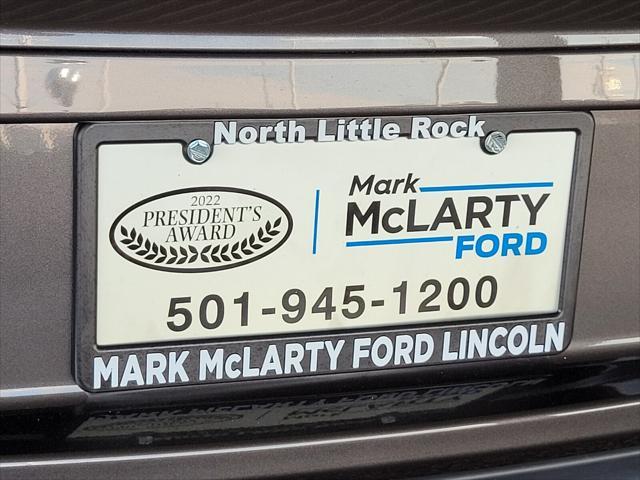 North Little Rock
2022
PRESIDENT'S
AWARD
Mark
McLARTY
FORD
501-945-1200
MARK McLARTY FORD LINCOLN